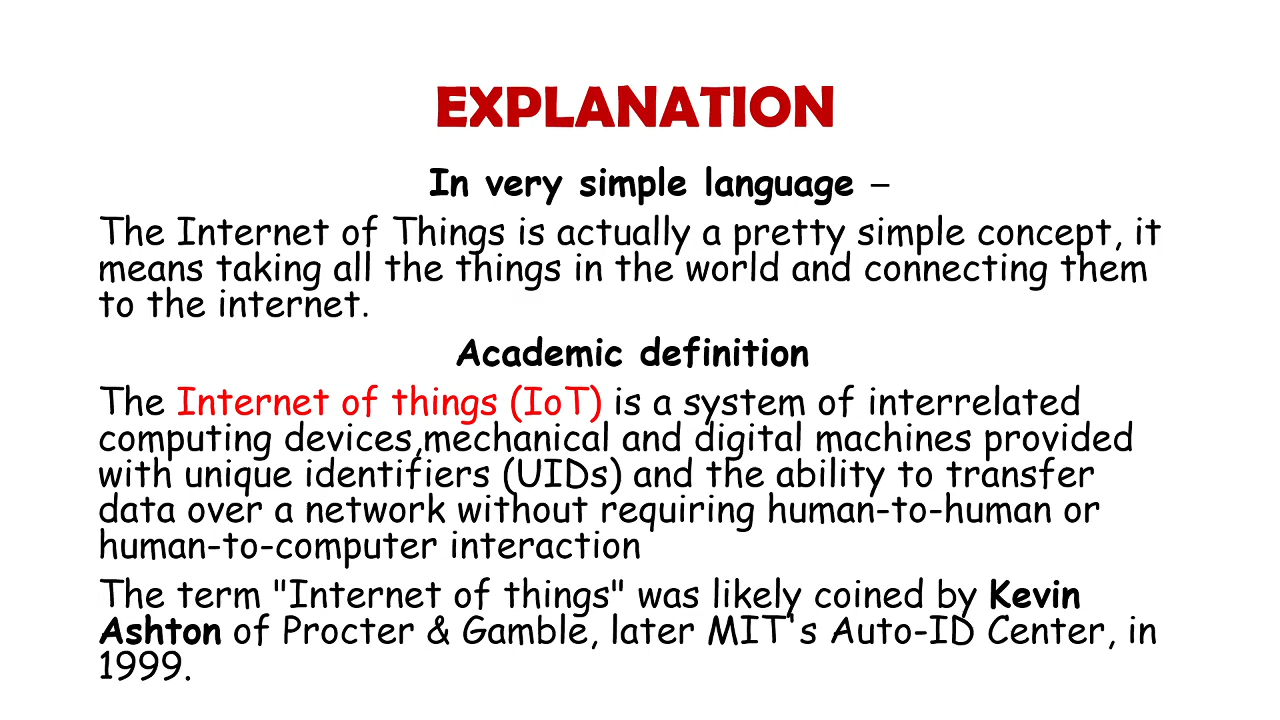 EXPLANATION
In very simple language –
The Internet of Things is actually a pretty simple concept, it
means taking all the things in the world and connecting them
to the internet.
Academic definition
The Internet of things (IoT) is a system of interrelated
computing devices,mechanical and digital machines provided
with unique identifiers (UIDs) and the ability to transfer
data over a network without requiring human-to-human or
human-to-computer interaction
The term "Internet of things" was likely coined by Kevin
Ashton of Procter & Gamble, later MIT's Auto-ID Center, in
1999.